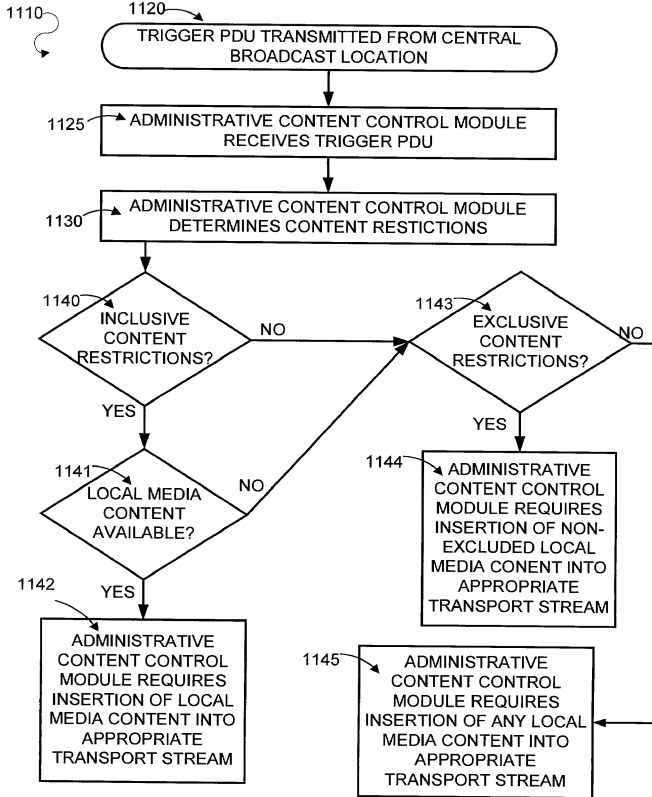 1110
1120
TRIGGER PDU TRANSMITTED FROM CENTRAL
BROADCAST LOCATION
1125
ADMINISTRATIVE CONTENT CONTROL MODULE
RECEIVES TRIGGER PDU
1130
ADMINISTRATIVE CONTENT CONTROL MODULE
DETERMINES CONTENT RESTICTIONS
1140
INCLUSIVE
CONTENT
RESTRICTIONS?
NO
YES
1143
EXCLUSIVE
CONTENT
RESTRICTIONS?
NO
YES
1141
LOCAL MEDIA
CONTENT
AVAILABLE?
NO
YES
1144
ADMINISTRATIVE
CONTENT CONTROL
MODULE REQUIRES
INSERTION OF NON-
EXCLUDED LOCAL
MEDIA CONENT INTO
APPROPRIATE
TRANSPORT STREAM
1142
ADMINISTRATIVE
CONTENT CONTROL
MODULE REQUIRES
INSERTION OF LOCAL
MEDIA CONTENT INTO
APPROPRIATE
TRANSPORT STREAM
1145
ADMINISTRATIVE
CONTENT CONTROL
MODULE REQUIRES
INSERTION OF ANY LOCAL
MEDIA CONTENT INTO
APPROPRIATE
TRANSPORT STREAM